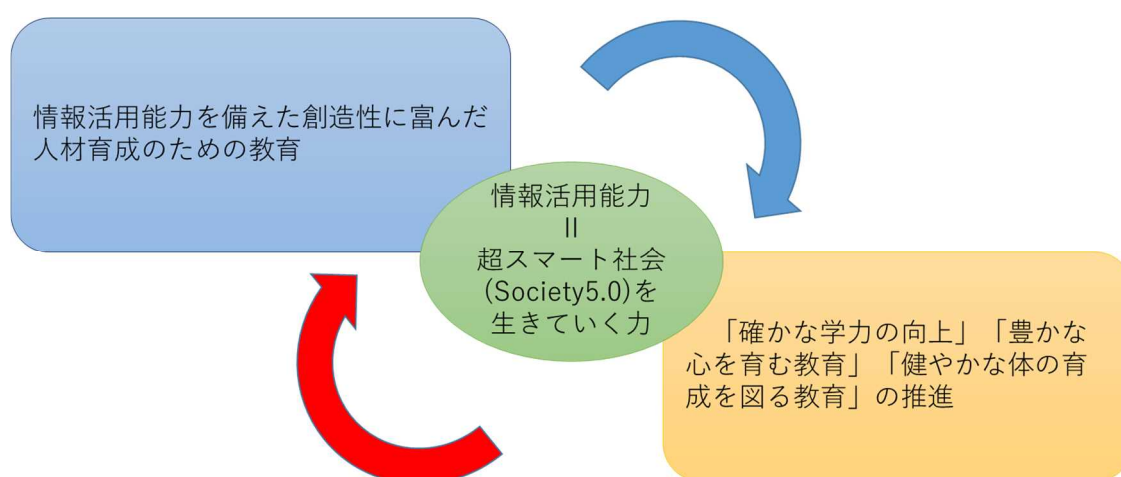 情報活用能力を備えた創造性に富んだ
人材育成のための教育
情報活用能力
＝
超スマート社会
(Society5.0)を
生きていく力
「確かな学力の向上」「豊かな
心を育む教育」「健やかな体の育
成を図る教育」の推進